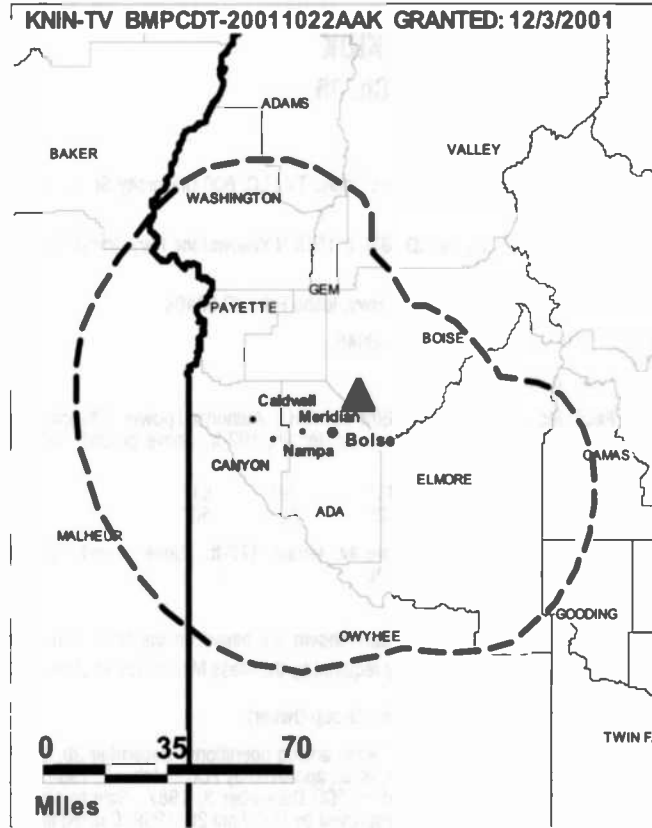 KNIN-TV BMPCDT-20011022AAK GRANTED: 12/3/2001
ADAMS
BAKER
VALLEY
WASHINGTON
GEM
PAYETTE
BOISE
Caldwell
Meridian
Boise
Nampa
CANYON
CAMAS
ELMORE
ADA
MALHEUR
GOODING
OWYHEE
TWIN F
0 35 70
Miles